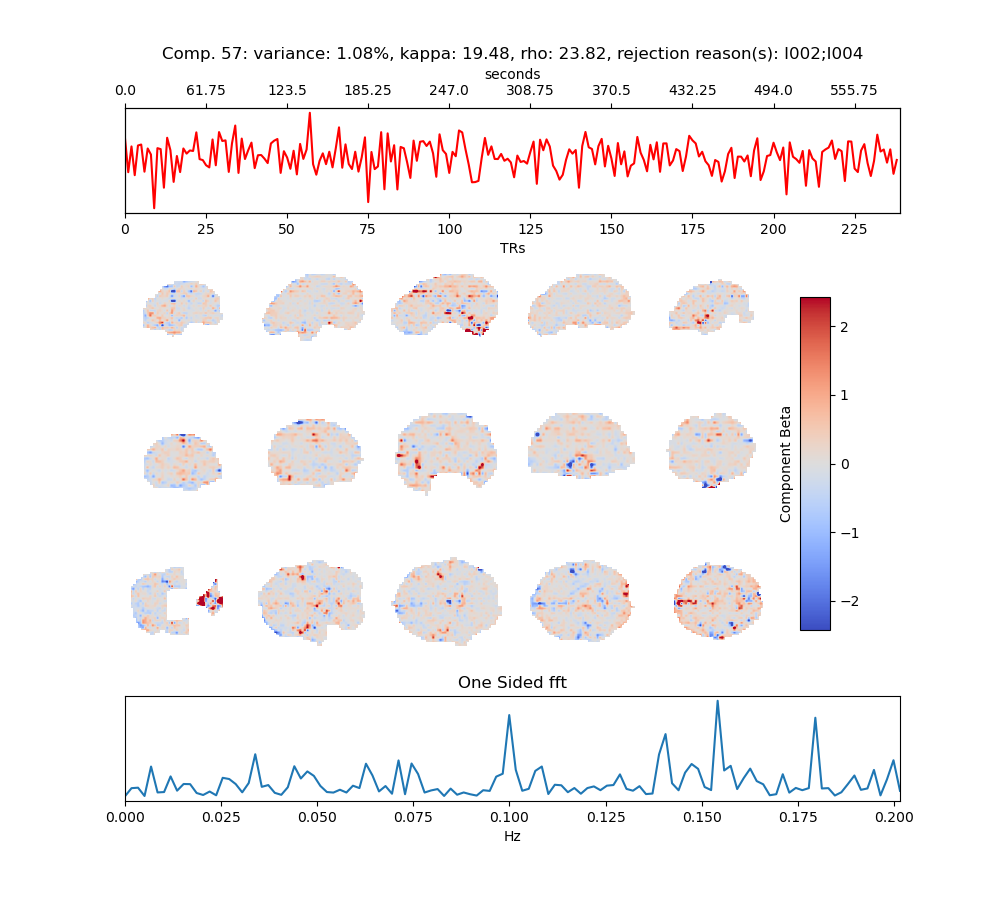 Comp. 57: variance: 1.08%, kappa: 19.48, rho: 23.82, rejection reason(s): I002;I004
seconds
0.0 61.75 123.5 185.25 247.0 308.75 370.5 432.25 494.0 555.75
0 25 50 75 100 125 150 175 200 225
TRs
2
1
0
−1
−2
Component Beta
One Sided fft
0.000 0.025 0.050 0.075 0.100 0.125 0.150 0.175 0.200
Hz